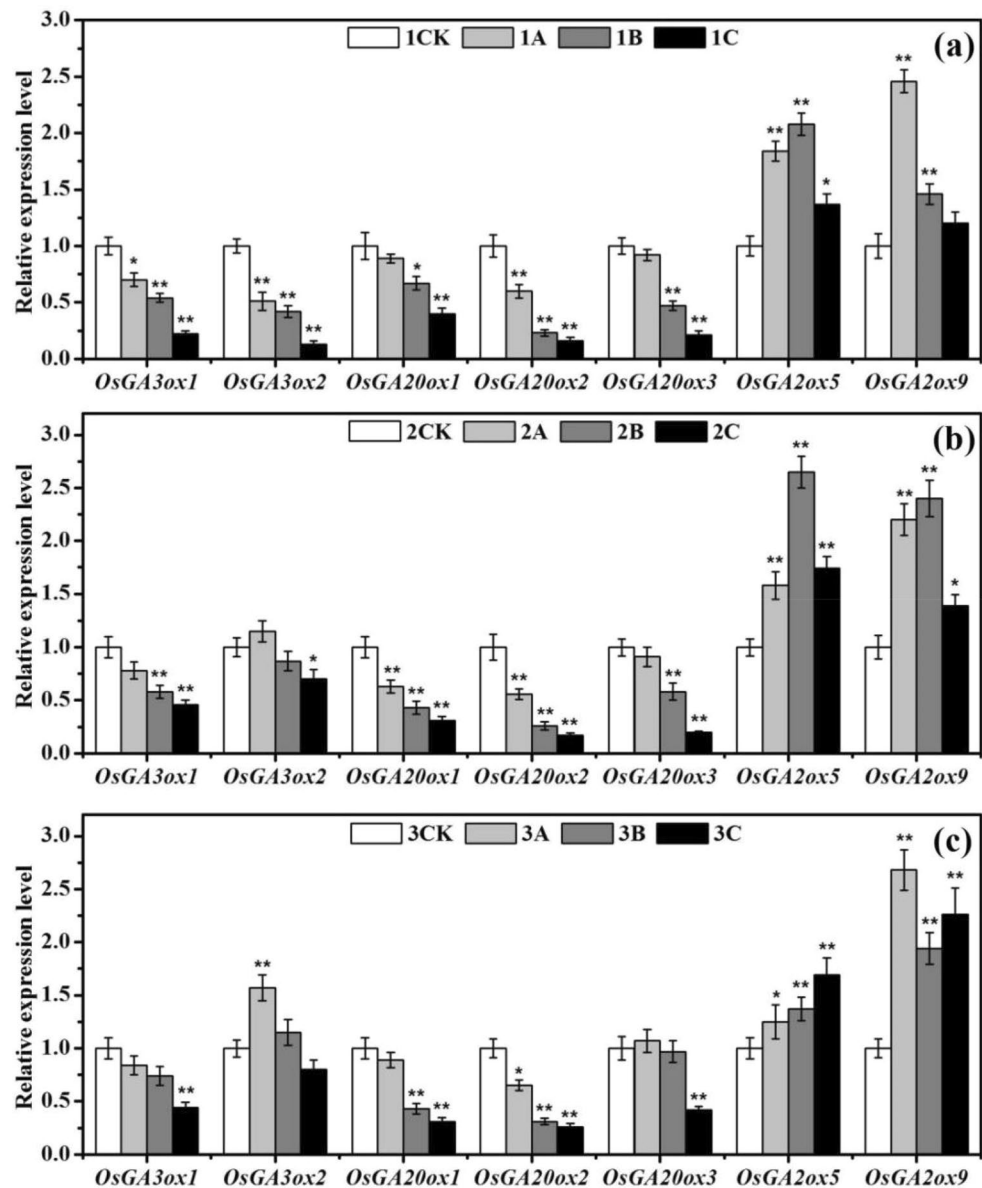 3.0
1CK 1A 1B 1C
(a)
2.5
2.0
1.5
1.0
0.5
0.0
Relative expression level
** ** * ** * ** ** ** ** ** * ** ** ** ** ** ** ** * ** **
OsGA3ox1 OsGA3ox2 OsGA20ox1 OsGA20ox2 OsGA20ox3 OsGA2ox5 OsGA2ox9
3.0
2CK 2A 2B 2C
(b)
2.5
2.0
1.5
1.0
0.5
0.0
Relative expression level
** ** * ** ** ** ** ** ** ** ** ** ** ** ** ** *
OsGA3ox1 OsGA3ox2 OsGA20ox1 OsGA20ox2 OsGA20ox3 OsGA2ox5 OsGA2ox9
3.0
3CK 3A 3B 3C
(c)
2.5
2.0
1.5
1.0
0.5
0.0
Relative expression level
** ** ** ** * ** ** ** * ** ** ** ** **
OsGA3ox1 OsGA3ox2 OsGA20ox1 OsGA20ox2 OsGA20ox3 OsGA2ox5 OsGA2ox9